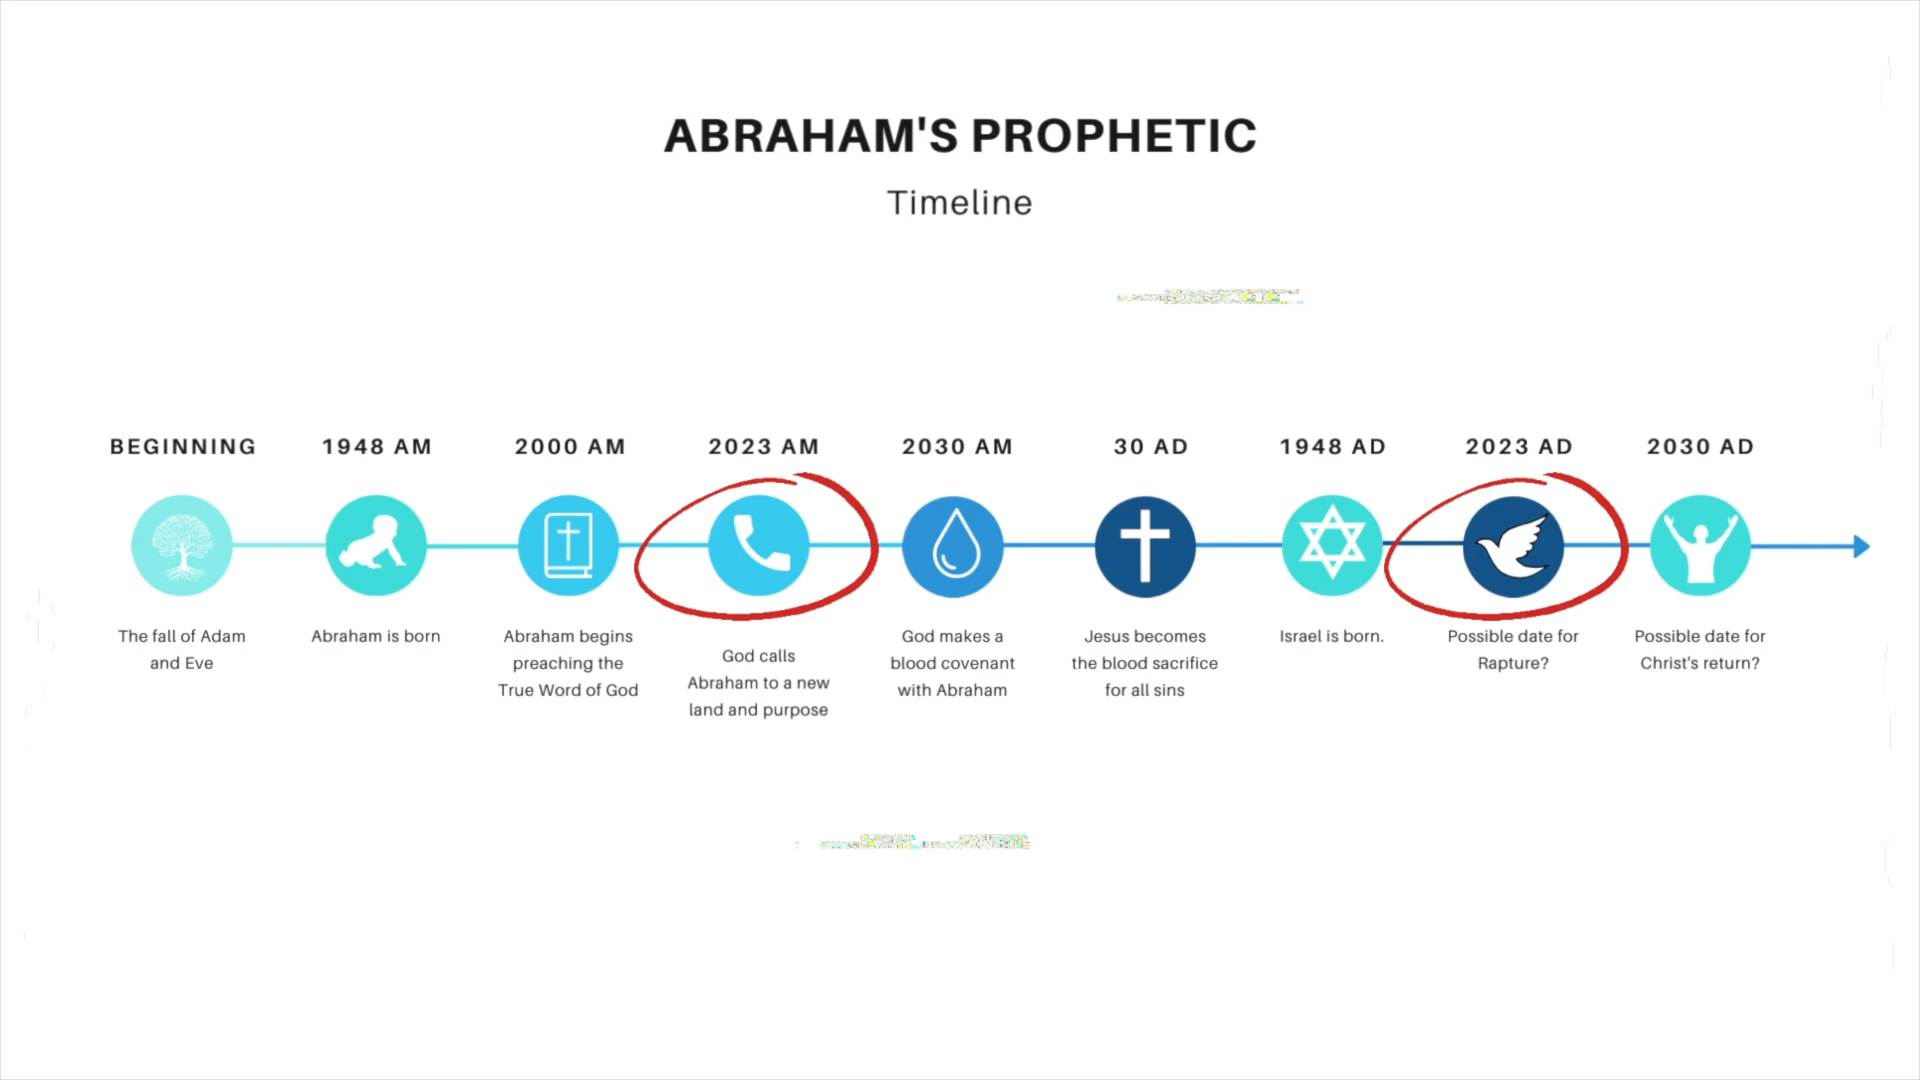 ABRAHAM'S PROPHETIC
Timeline
BEGINNING
The fall of Adam
and Eve
1948 AM
Abraham is born
2000 AM
Abraham begins
preaching the
True Word of God
2023 AM
God calls
Abraham to a new
land and purpose
2030 AM
God makes a
blood covenant
with Abraham
30 AD
Jesus becomes
the blood sacrifice
for all sins
1948 AD
Israel is born.
2023 AD
Possible date for
Rapture?
2030 AD
Possible date for
Christ's return?